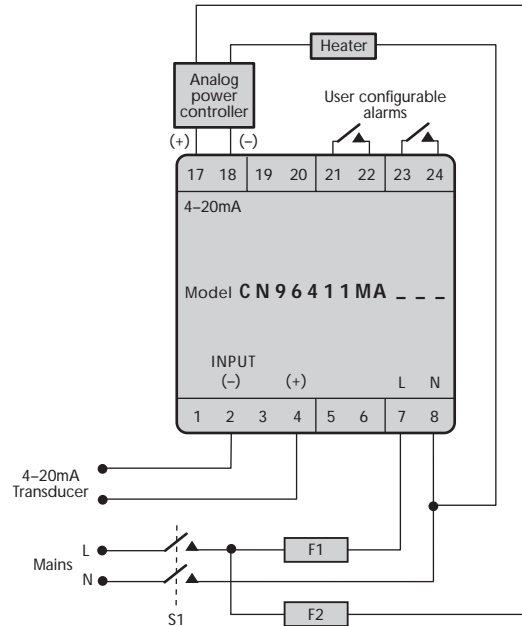 Heater
Analog
power
controller
User configurable
alarms
(+) (–)
17 18 19 20 21 22 23 24
4–20mA
Model CN96411MA _ _ _
INPUT
(–) (+) L N
1 2 3 4 5 6 7 8
4–20mA
Transducer
L
F1
Mains
N
F2
S1